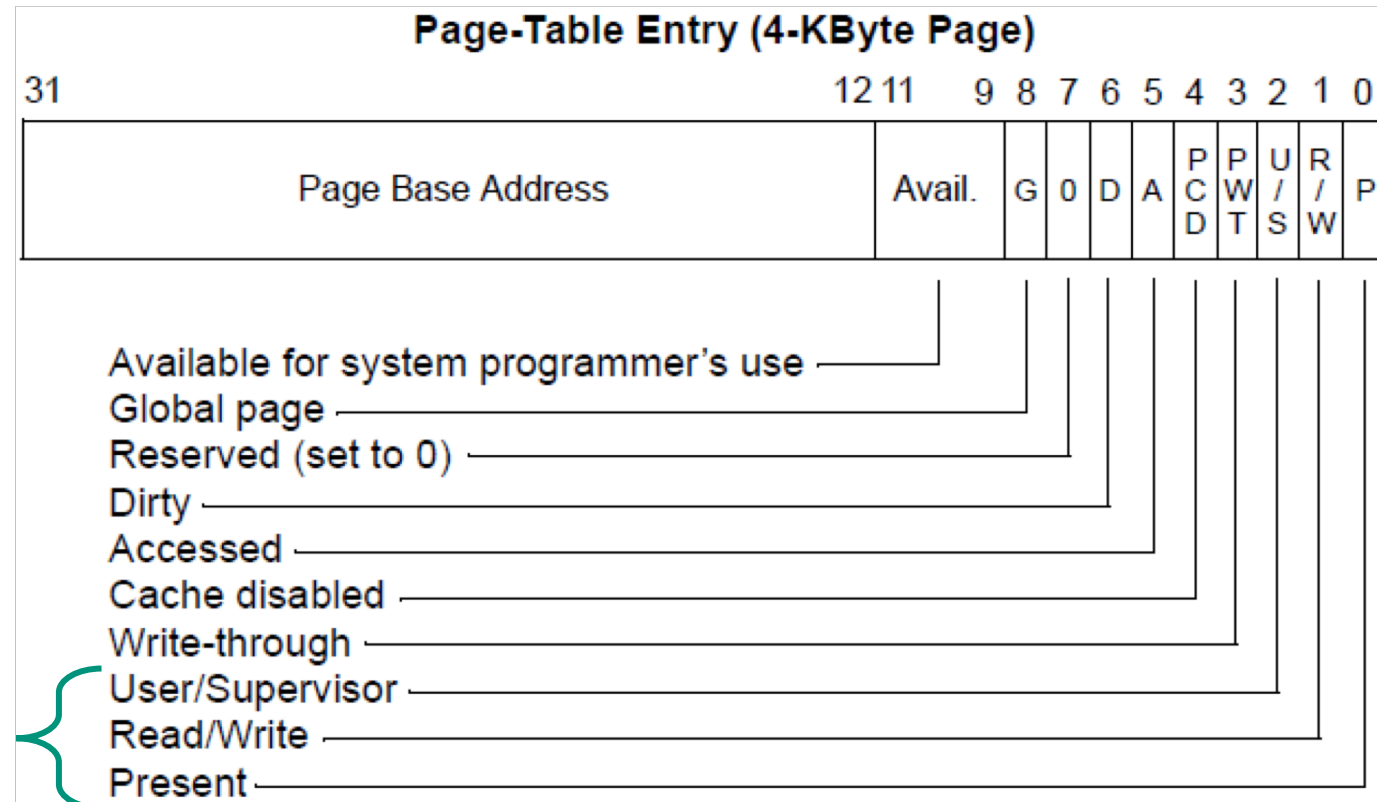 Page-Table Entry (4-KByte Page)
31 12 11 9 8 7 6 5 4 3 2 1 0
Page Base Address Avail. G 0 D A PCD PWT U/S R/W P
Available for system programmer’s use
Global page
Reserved (set to 0)
Dirty
Accessed
Cache disabled
Write-through
User/Supervisor
Read/Write
Present